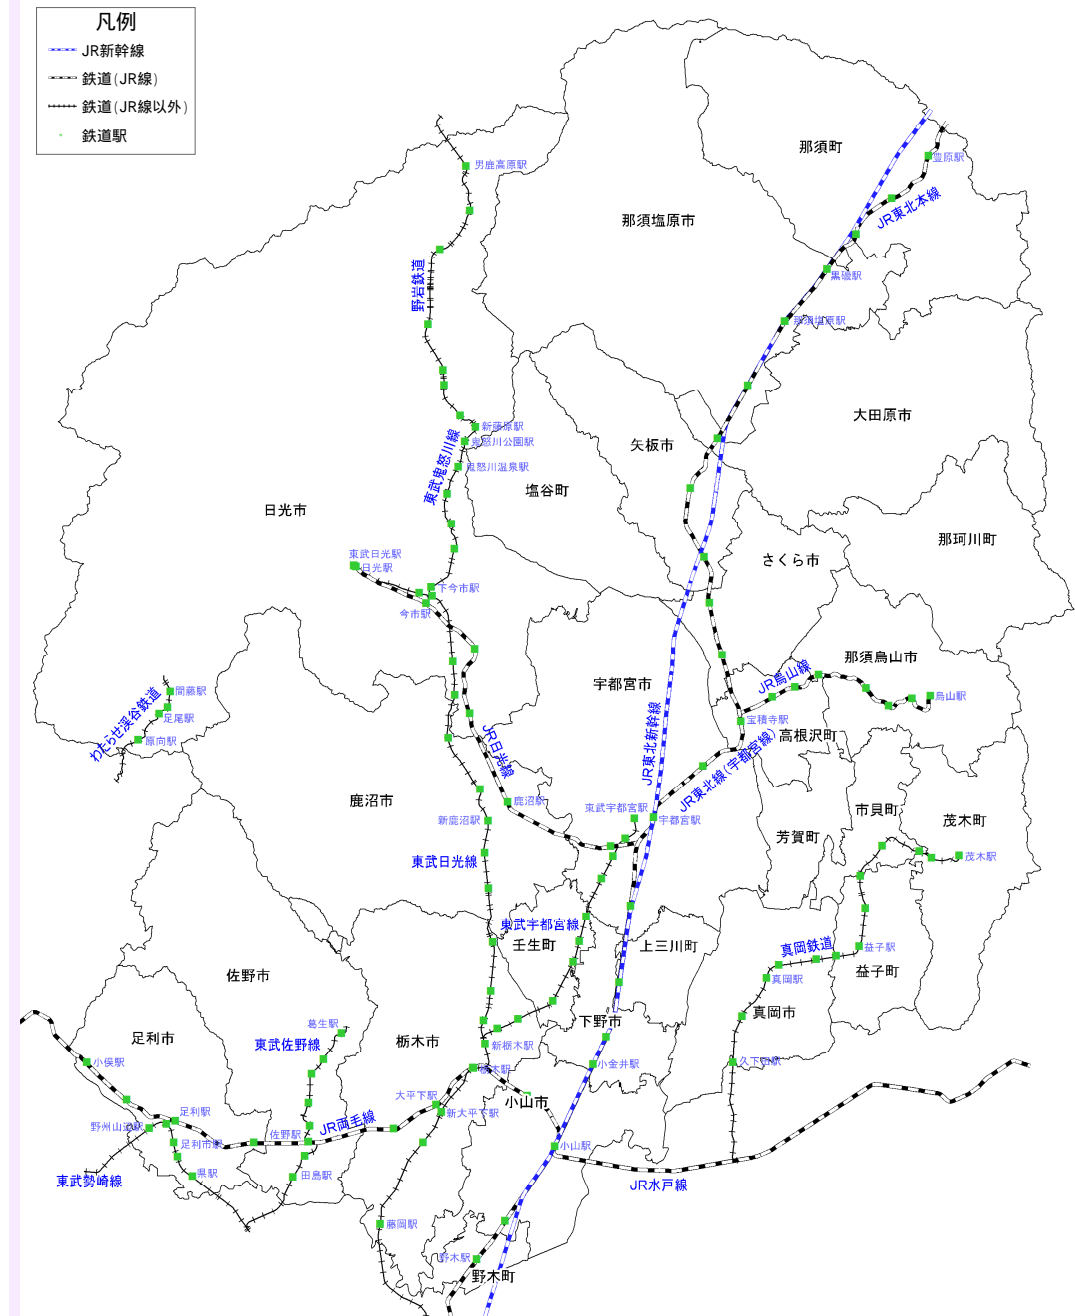 凡例
JR新幹線
鉄道(JR線)
鉄道(JR線以外)
鉄道駅
那須町
豊原駅
男鹿高原駅
JR東北本線
那須塩原市
野岩鉄道
黒磯駅
那須塩原駅
大田原市
新藤原駅
鬼怒川公園駅
矢板市
東武鬼怒川線
鬼怒川温泉駅
塩谷町
日光市
那珂川町
東武日光駅
さくら市
日光駅
下今市駅
今市駅
那須烏山市
JR烏山線
宇都宮市
間藤駅
烏山駅
わたらせ渓谷鉄道
足尾駅
宝積寺駅
JR東北新幹線
高根沢町
原向駅
JR日光線
JR東北線(宇都宮線)
鹿沼市
鹿沼駅
東武宇都宮駅
市貝町
新鹿沼駅
宇都宮駅
茂木町
芳賀町
東武日光線
茂木駅
東武宇都宮線
壬生町
上三川町
真岡鉄道
益子駅
佐野市
益子町
真岡駅
真岡市
下野市
葛生駅
足利市
東武佐野線
栃木市
新栃木駅
小俣駅
小金井駅
久下田駅
栃木駅
大平下駅
小山市
足利駅
新大平下駅
野州山辺駅
JR両毛線
佐野駅
足利市駅
小山駅
県駅
田島駅
東武勢崎線
JR水戸線
藤岡駅
野木駅
野木町